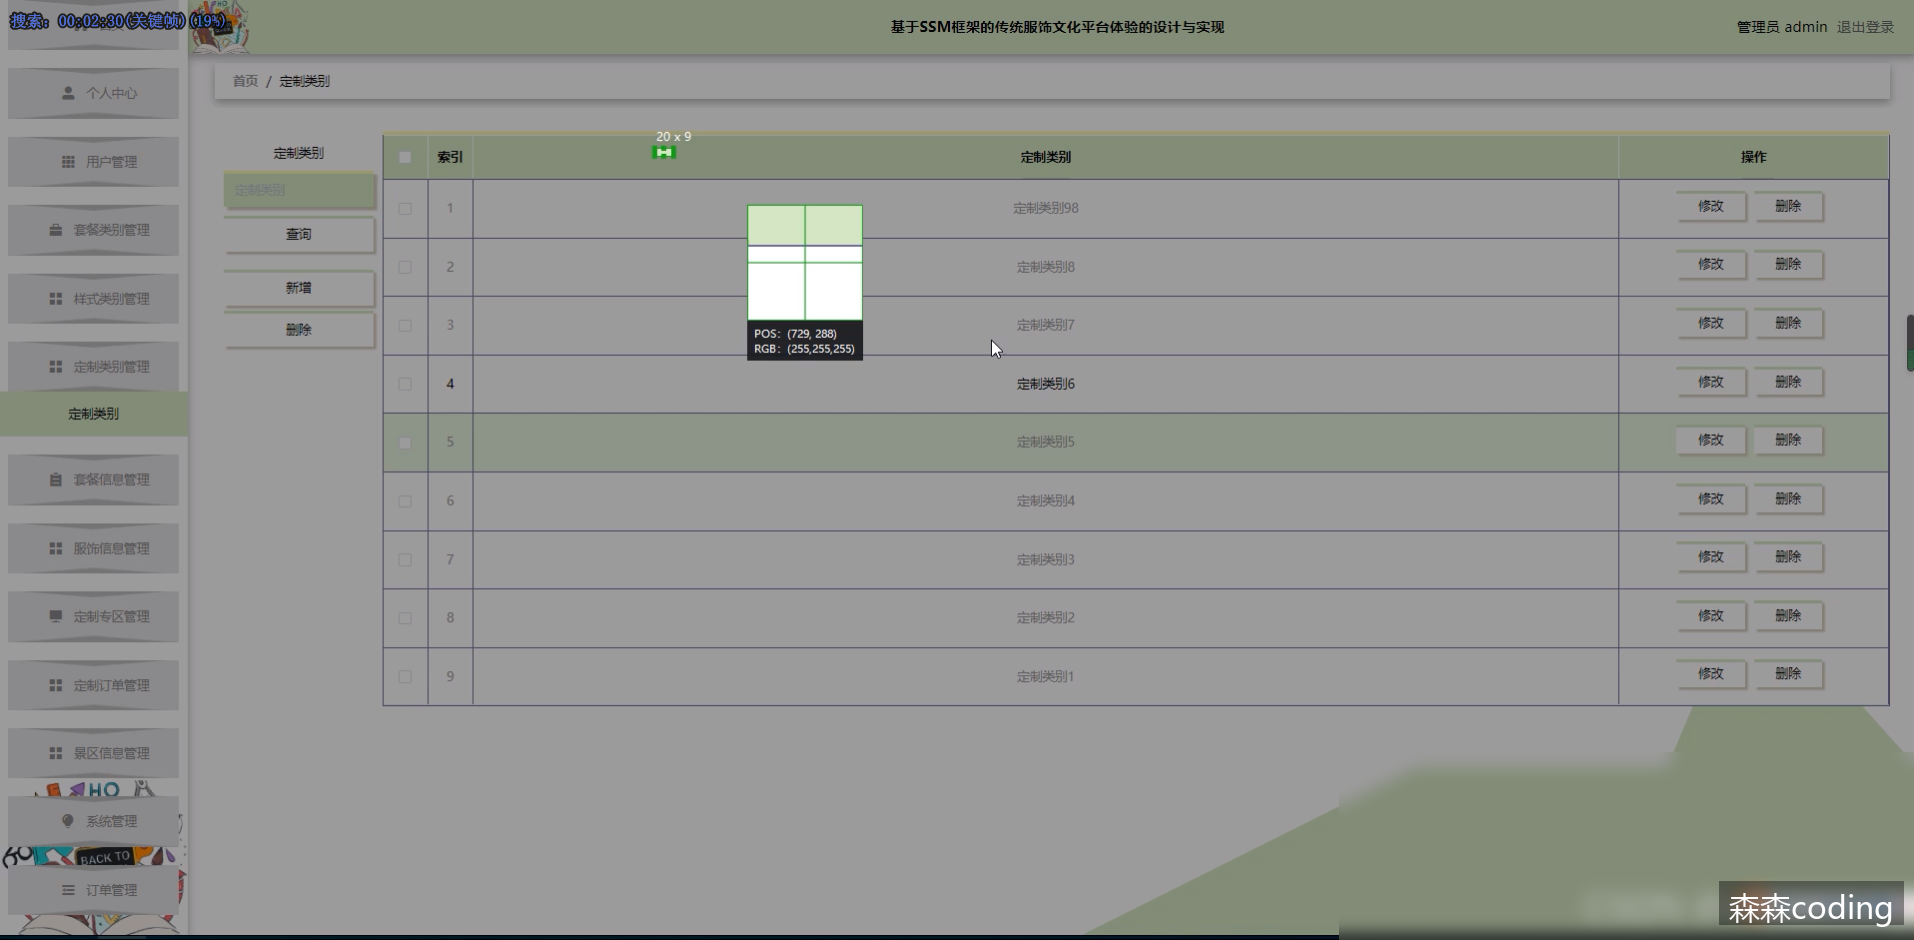 搜索: 00:02:30(关键帧)(19%)
基于SSM框架的传统服饰文化平台体验的设计与实现
管理员 admin 退出登录
首页 / 定制类别
个人中心
用户管理
套餐类别管理
样式类别管理
定制类别管理
定制类别
套餐信息管理
服饰信息管理
定制专区管理
定制订单管理
景区信息管理
HO
系统管理
BACK TO
订单管理
定制类别
定制类别
查询
新增
删除
20 x 9
索引 定制类别 操作
1 定制类别98 修改 删除
2 定制类别8 修改 删除
3 定制类别7 修改 删除
4 定制类别6 修改 删除
5 定制类别5 修改 删除
6 定制类别4 修改 删除
7 定制类别3 修改 删除
8 定制类别2 修改 删除
9 定制类别1 修改 删除
POS: (729, 288)
RGB: (255,255,255)
森森coding